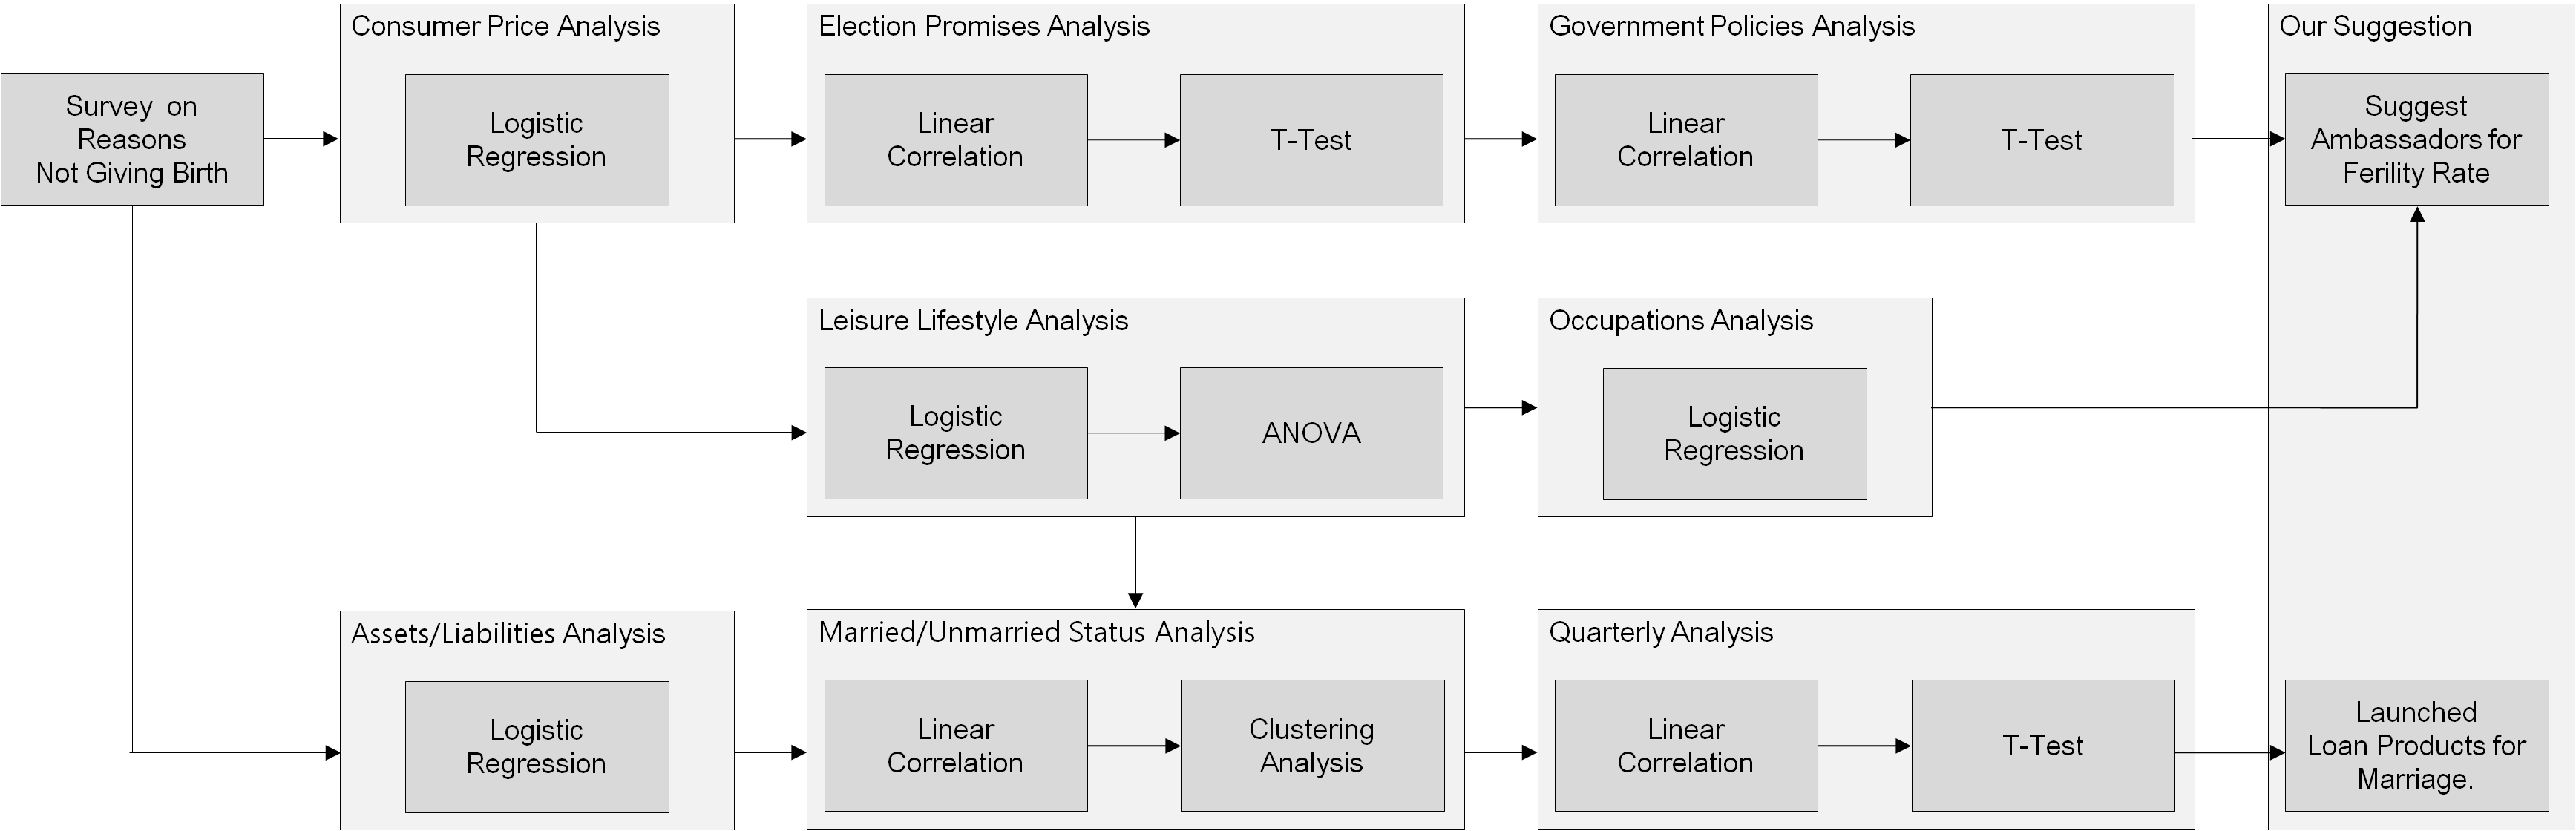 Consumer Price Analysis
Election Promises Analysis
Government Policies Analysis
Our Suggestion
Survey on
Reasons
Not Giving Birth
Logistic
Regression
Linear
Correlation
T-Test
Linear
Correlation
T-Test
Suggest
Ambassadors for
Ferility Rate
Leisure Lifestyle Analysis
Occupations Analysis
Logistic
Regression
ANOVA
Logistic
Regression
Assets/Liabilities Analysis
Married/Unmarried Status Analysis
Quarterly Analysis
Logistic
Regression
Linear
Correlation
Clustering
Analysis
Linear
Correlation
T-Test
Launched
Loan Products for
Marriage.